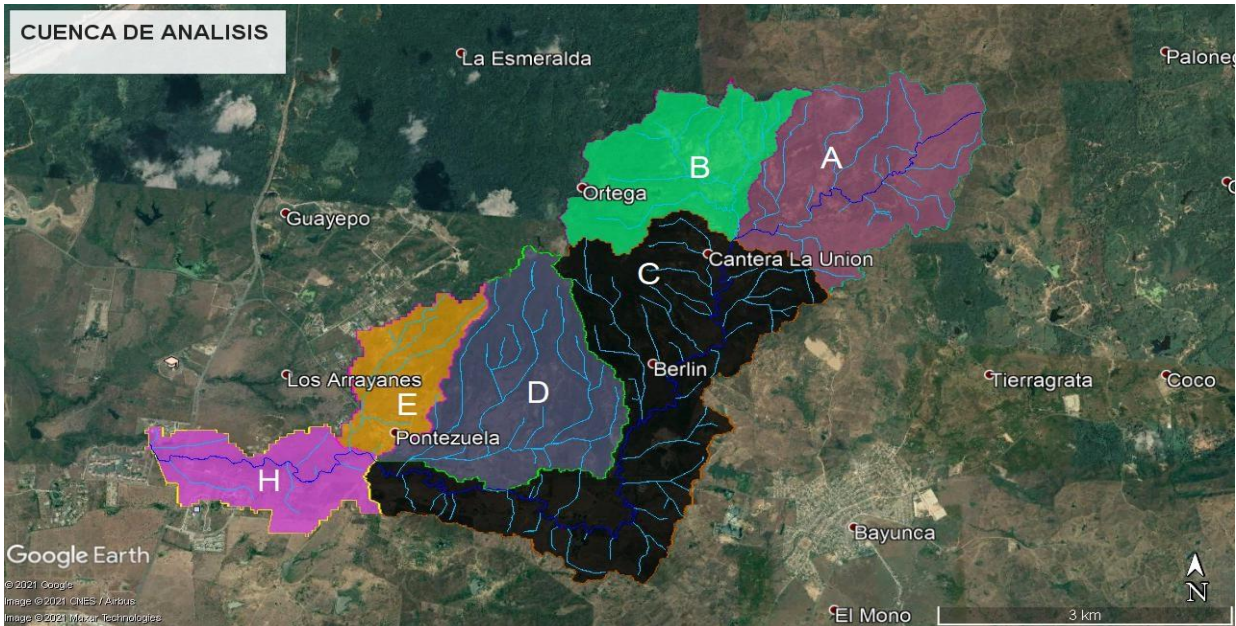 CUENCA DE ANALISIS
La Esmeralda
Paloneg
B
A
Ortega
Guayepo
C
Cantera La Union
Berlin
Los Arrayanes
Tierragrata
Coco
D
E
Pontezuela
H
Bayunca
Google Earth
© 2021 Google
Image © 2021 CNES / Airbus
Image © 2021 Maxar Technologies
N
El Mono
3 km